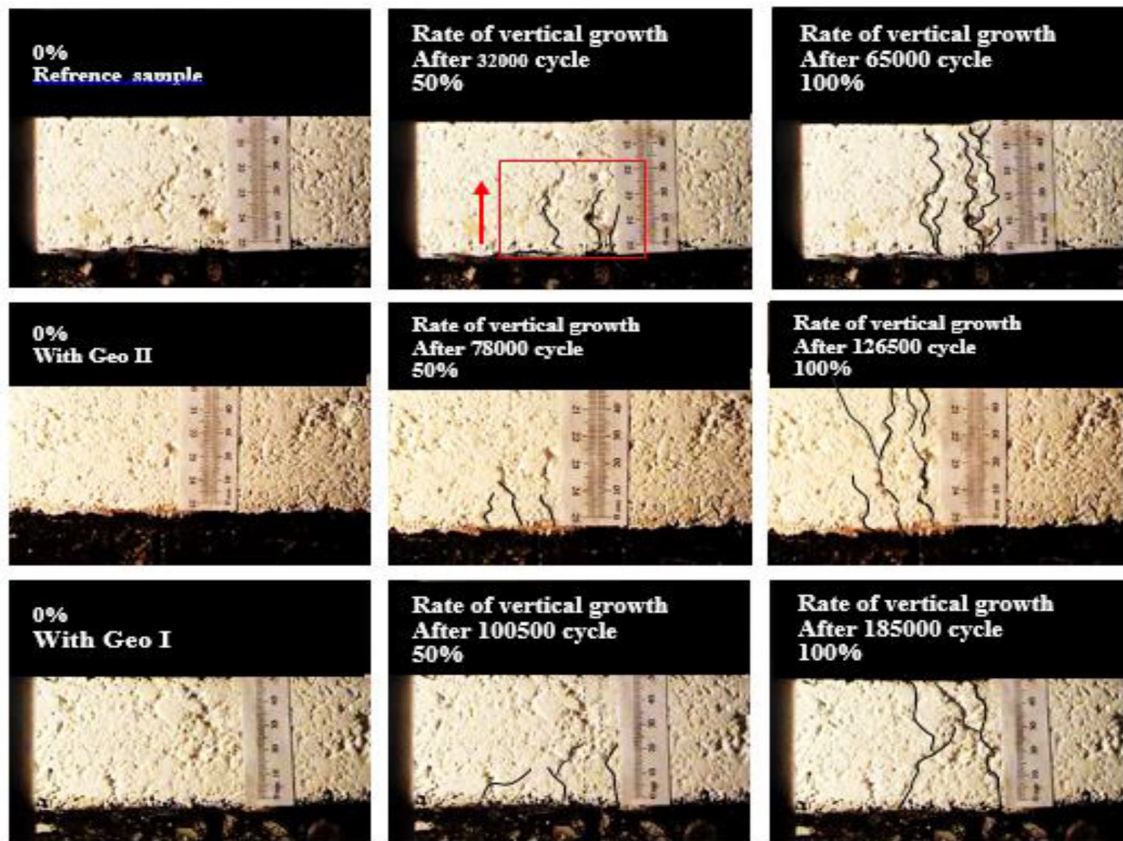 0%
Refrence sample
Rate of vertical growth
After 32000 cycle
50%
Rate of vertical growth
After 65000 cycle
100%
0%
With Geo II
Rate of vertical growth
After 78000 cycle
50%
Rate of vertical growth
After 126500 cycle
100%
0%
With Geo I
Rate of vertical growth
After 100500 cycle
50%
Rate of vertical growth
After 185000 cycle
100%